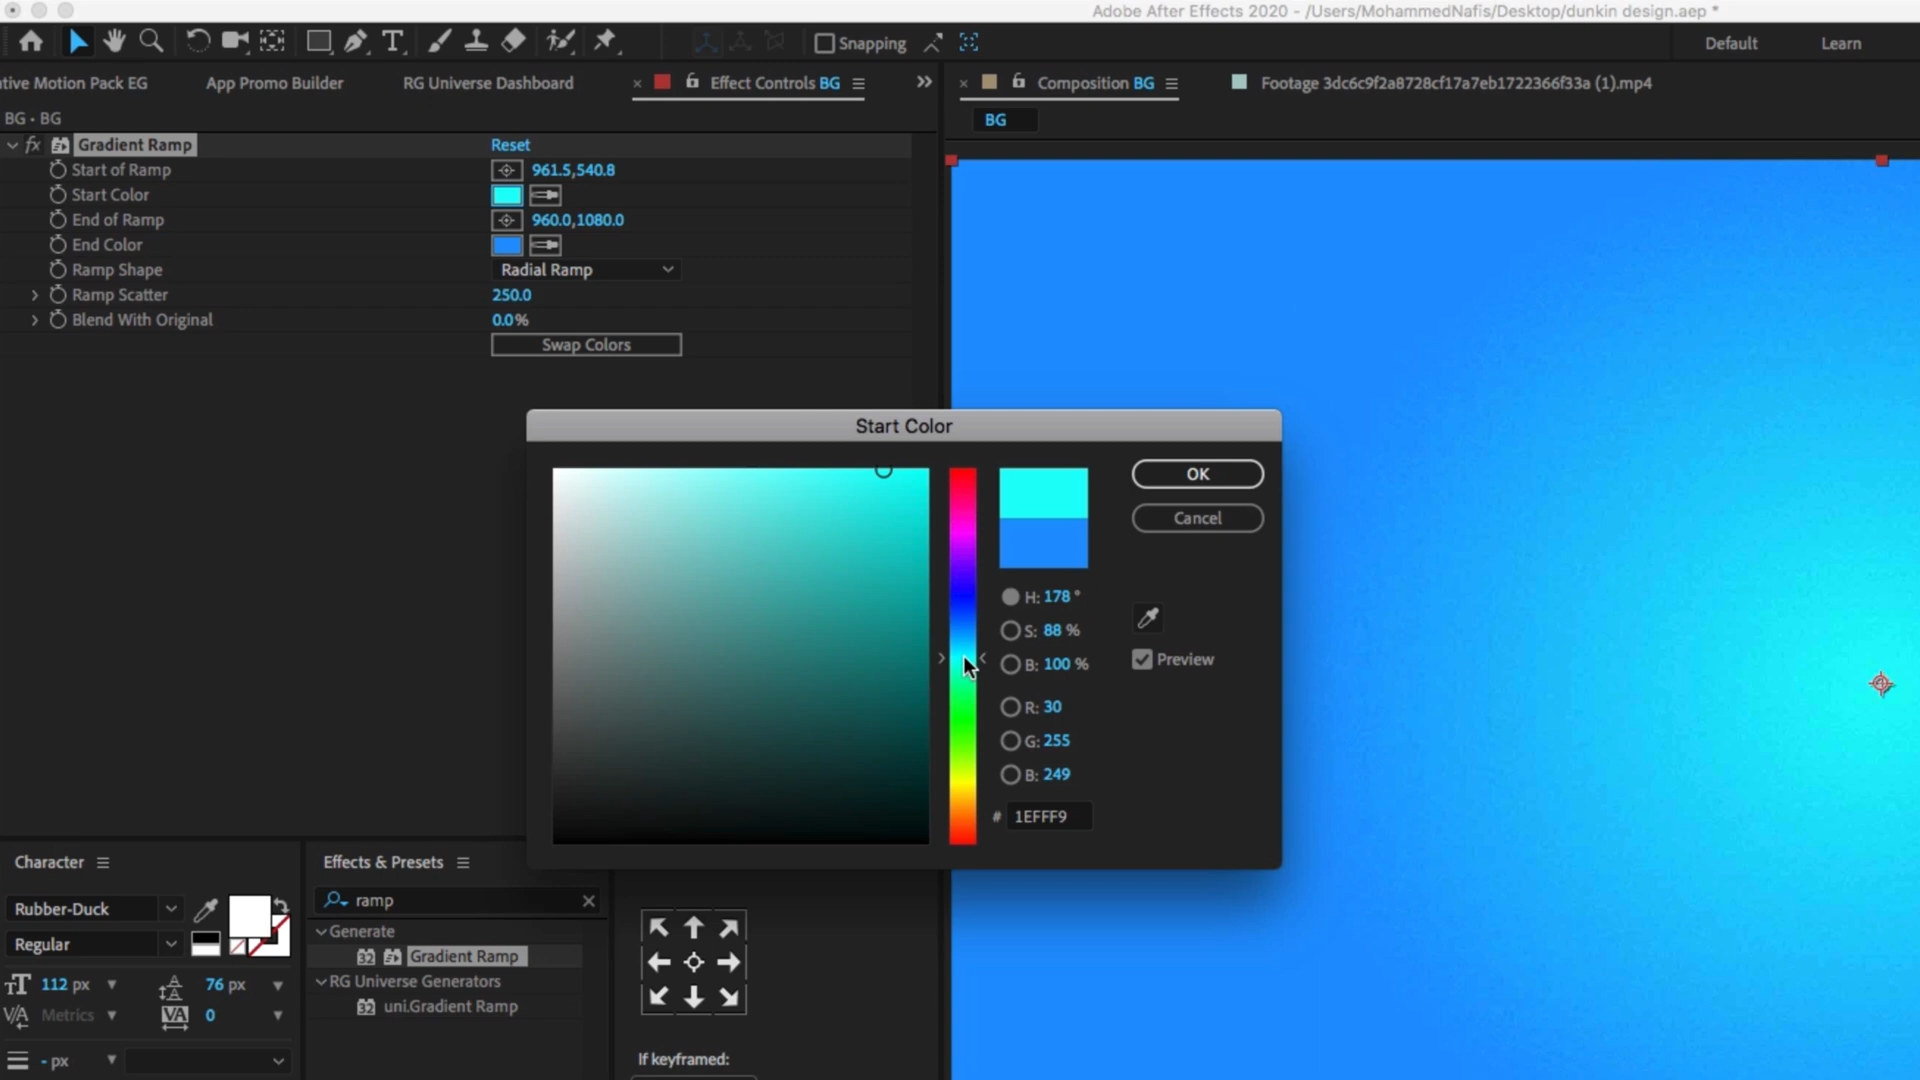 Adobe After Effects 2020 - /Users/MohammedNafis/Desktop/dunkin design.aep *
Snapping
Default
Learn
tive Motion Pack EG
App Promo Builder
RG Universe Dashboard
Effect Controls BG
Composition BG
Footage 3dc6c9f2a8728cf17a7eb1722366f33a (1).mp4
BG • BG
BG
fx Gradient Ramp
Reset
Start of Ramp
961.5,540.8
Start Color
End of Ramp
960.0,1080.0
End Color
Ramp Shape
Radial Ramp
Ramp Scatter
250.0
Blend With Original
0.0%
Swap Colors
Start Color
OK
Cancel
H: 178 °
S: 88 %
B: 100 %
Preview
R: 30
G: 255
B: 249
# 1EFFF9
Character
Effects & Presets
Rubber-Duck
ramp
Regular
Generate
32 Gradient Ramp
RG Universe Generators
32 uni.Gradient Ramp
112 px
76 px
Metrics
0
- px
If keyframed: